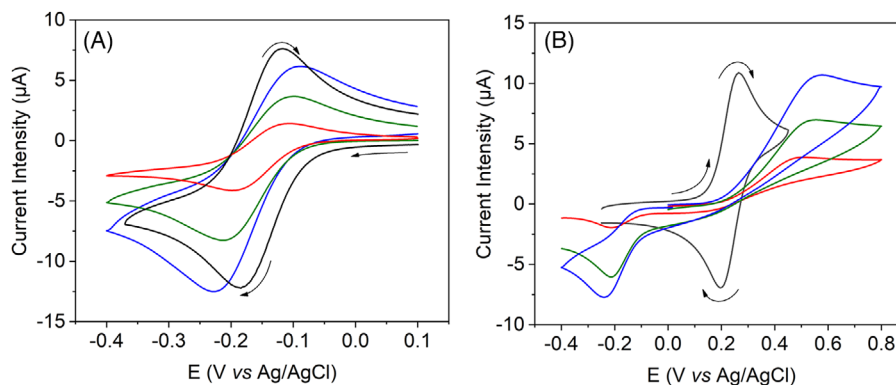 (A)
Current Intensity (µA)
10
5
0
-5
-10
-15
-0.4 -0.3 -0.2 -0.1 0.0 0.1
E (V vs Ag/AgCl)
(B)
Current Intensity (µA)
15
10
5
0
-5
-10
-0.4 -0.2 0.0 0.2 0.4 0.6 0.8
E (V vs Ag/AgCl)